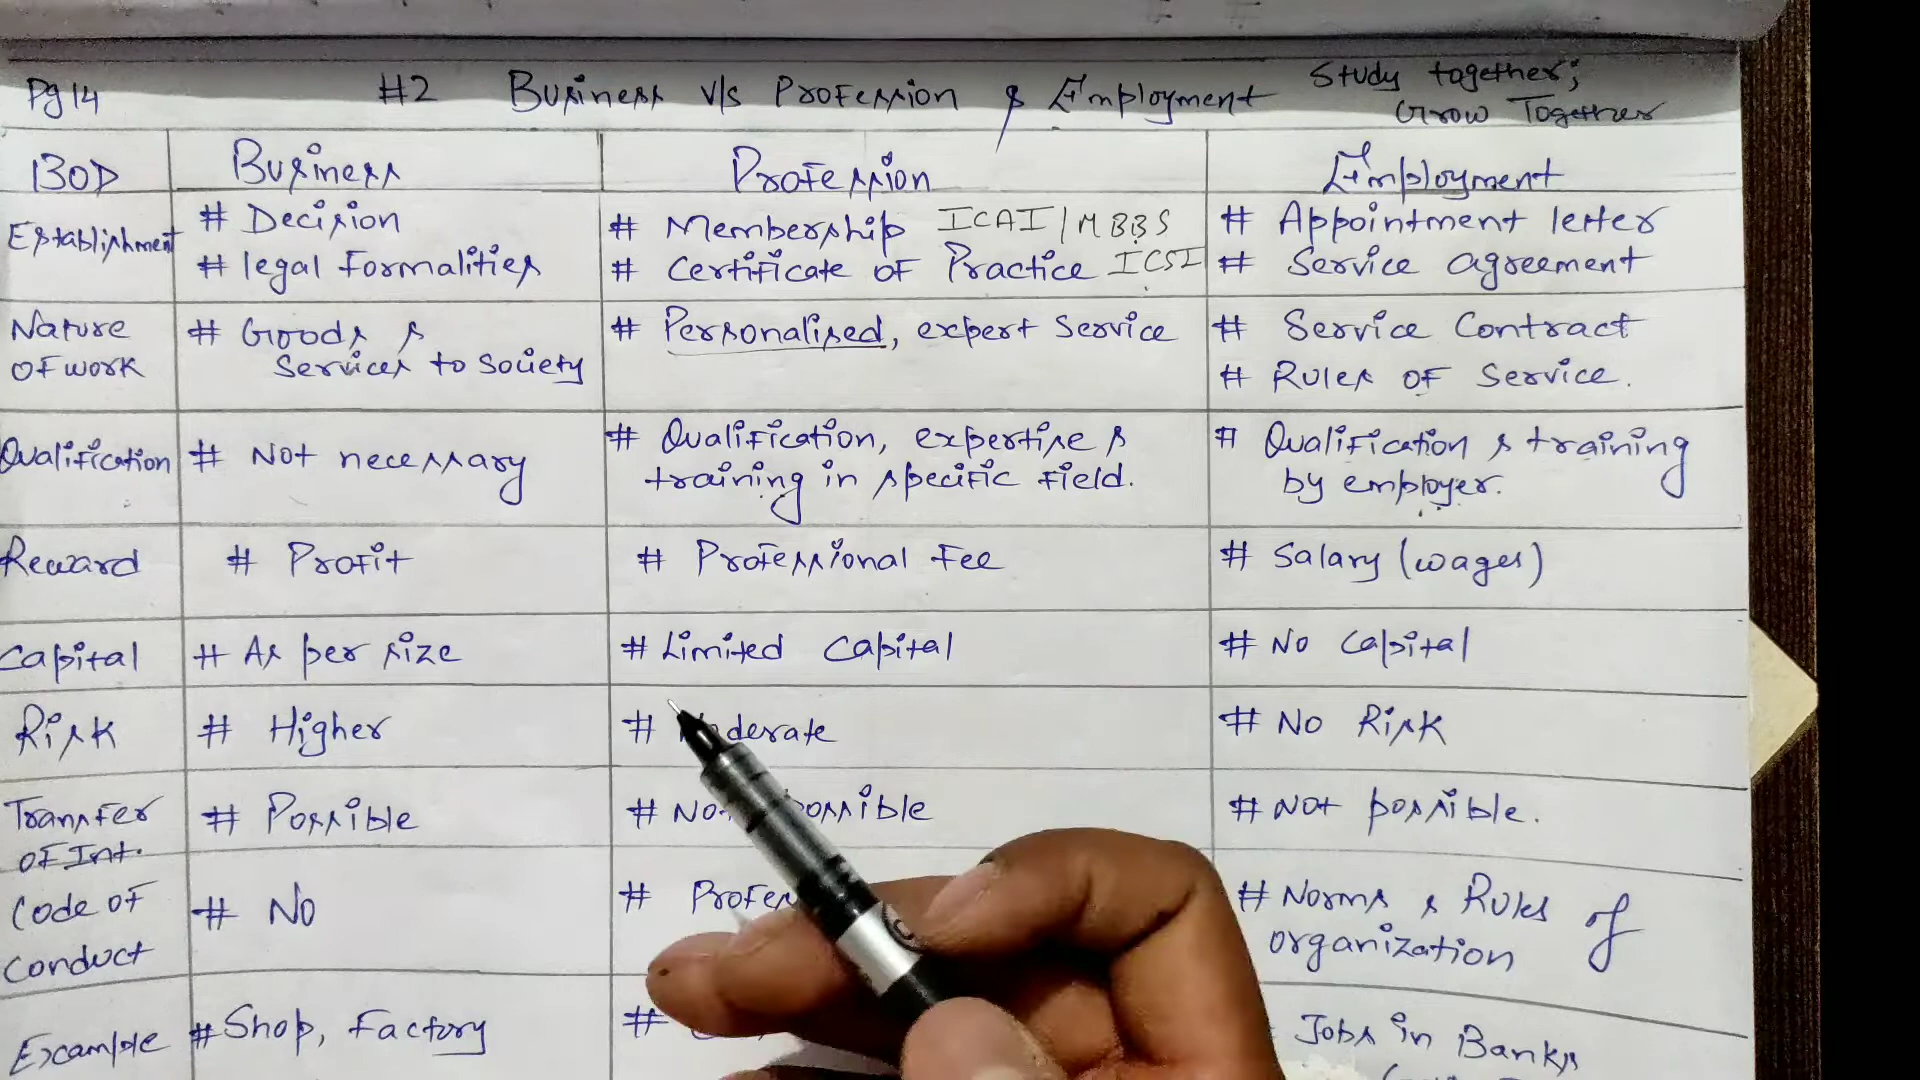 Pg 14 #2 Business v/s Profession & Employment Study together;
Grow Together
BOD Business Profession Employment
Establishment # Decision # Membership ICAI / MBBS # Appointment letter
# legal Formalities # Certificate of Practice ICSI # Service agreement
Nature # Goods & # Personalised, expert Service # Service Contract
OF work Services to Society # Rules OF Service.
Qualification # Not necessary # Qualification, expertise & # Qualification & training
training in specific Field. by employer.
Reward # Profit # Professional Fee # Salary (wages)
Capital # As per size # Limited Capital # No Capital
Risk # Higher # # No Risk
Transfer # Possible # # Not possible.
OF Int.
Code OF # No # # Norms & Rules of
Conduct organization
Example # Shop, Factory # Jobs in Banks